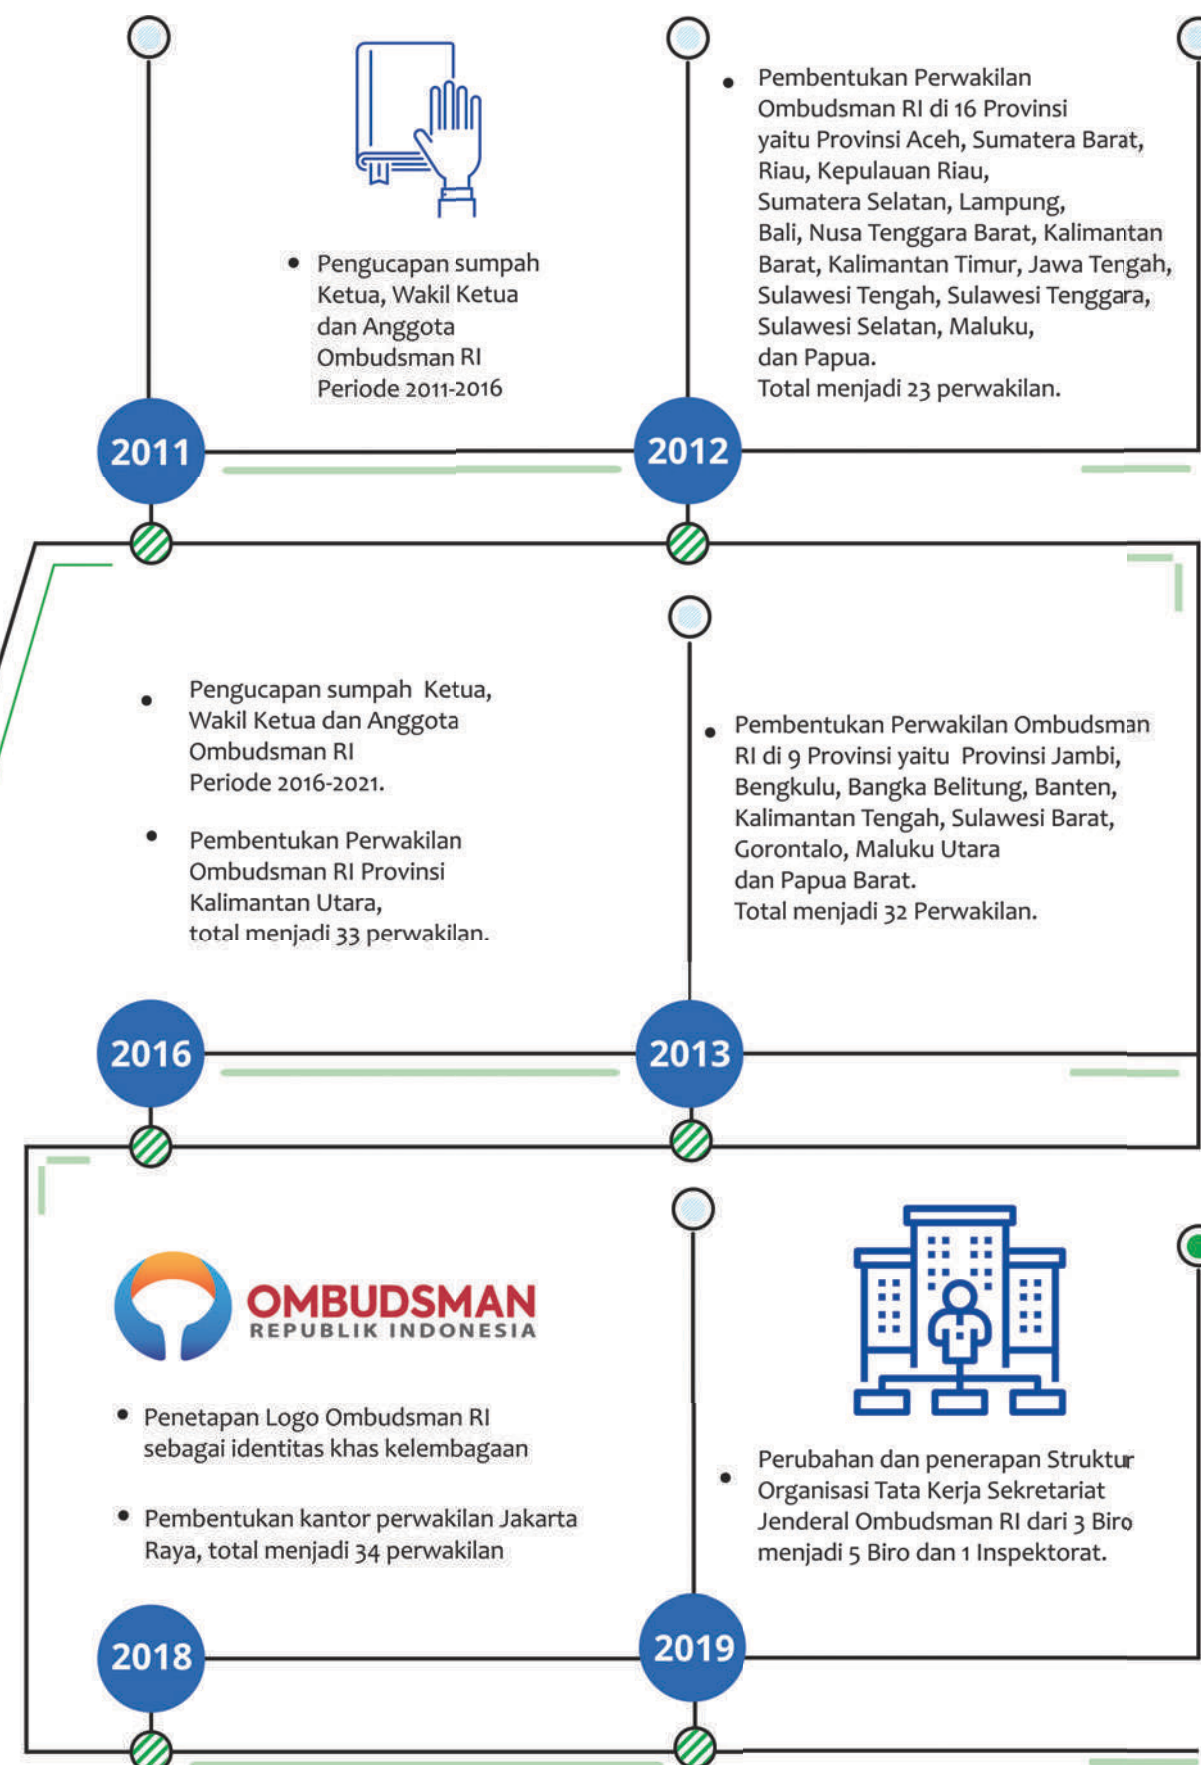 Pengucapan sumpah
Ketua, Wakil Ketua
dan Anggota
Ombudsman RI
Periode 2011-2016
2011
Pembentukan Perwakilan
Ombudsman RI di 16 Provinsi
yaitu Provinsi Aceh, Sumatera Barat,
Riau, Kepulauan Riau,
Sumatera Selatan, Lampung,
Bali, Nusa Tenggara Barat, Kalimantan
Barat, Kalimantan Timur, Jawa Tengah,
Sulawesi Tengah, Sulawesi Tenggara,
Sulawesi Selatan, Maluku,
dan Papua.
Total menjadi 23 perwakilan.
2012
Pembentukan Perwakilan Ombudsman
RI di 9 Provinsi yaitu Provinsi Jambi,
Bengkulu, Bangka Belitung, Banten,
Kalimantan Tengah, Sulawesi Barat,
Gorontalo, Maluku Utara
dan Papua Barat.
Total menjadi 32 Perwakilan.
2013
Pengucapan sumpah Ketua,
Wakil Ketua dan Anggota
Ombudsman RI
Periode 2016-2021.
Pembentukan Perwakilan
Ombudsman RI Provinsi
Kalimantan Utara,
total menjadi 33 perwakilan.
2016
OMBUDSMAN
REPUBLIK INDONESIA
Penetapan Logo Ombudsman RI
sebagai identitas khas kelembagaan
Pembentukan kantor perwakilan Jakarta
Raya, total menjadi 34 perwakilan
2018
Perubahan dan penerapan Struktur
Organisasi Tata Kerja Sekretariat
Jenderal Ombudsman RI dari 3 Biro
menjadi 5 Biro dan 1 Inspektorat.
2019